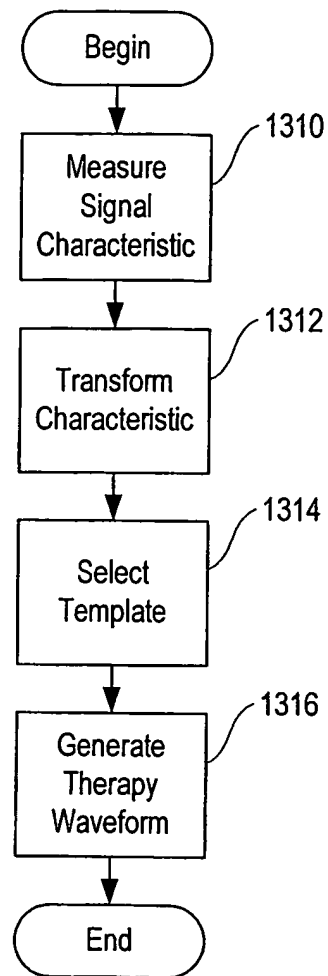 Begin
1310
Measure
Signal
Characteristic
1312
Transform
Characteristic
1314
Select
Template
1316
Generate
Therapy
Waveform
End